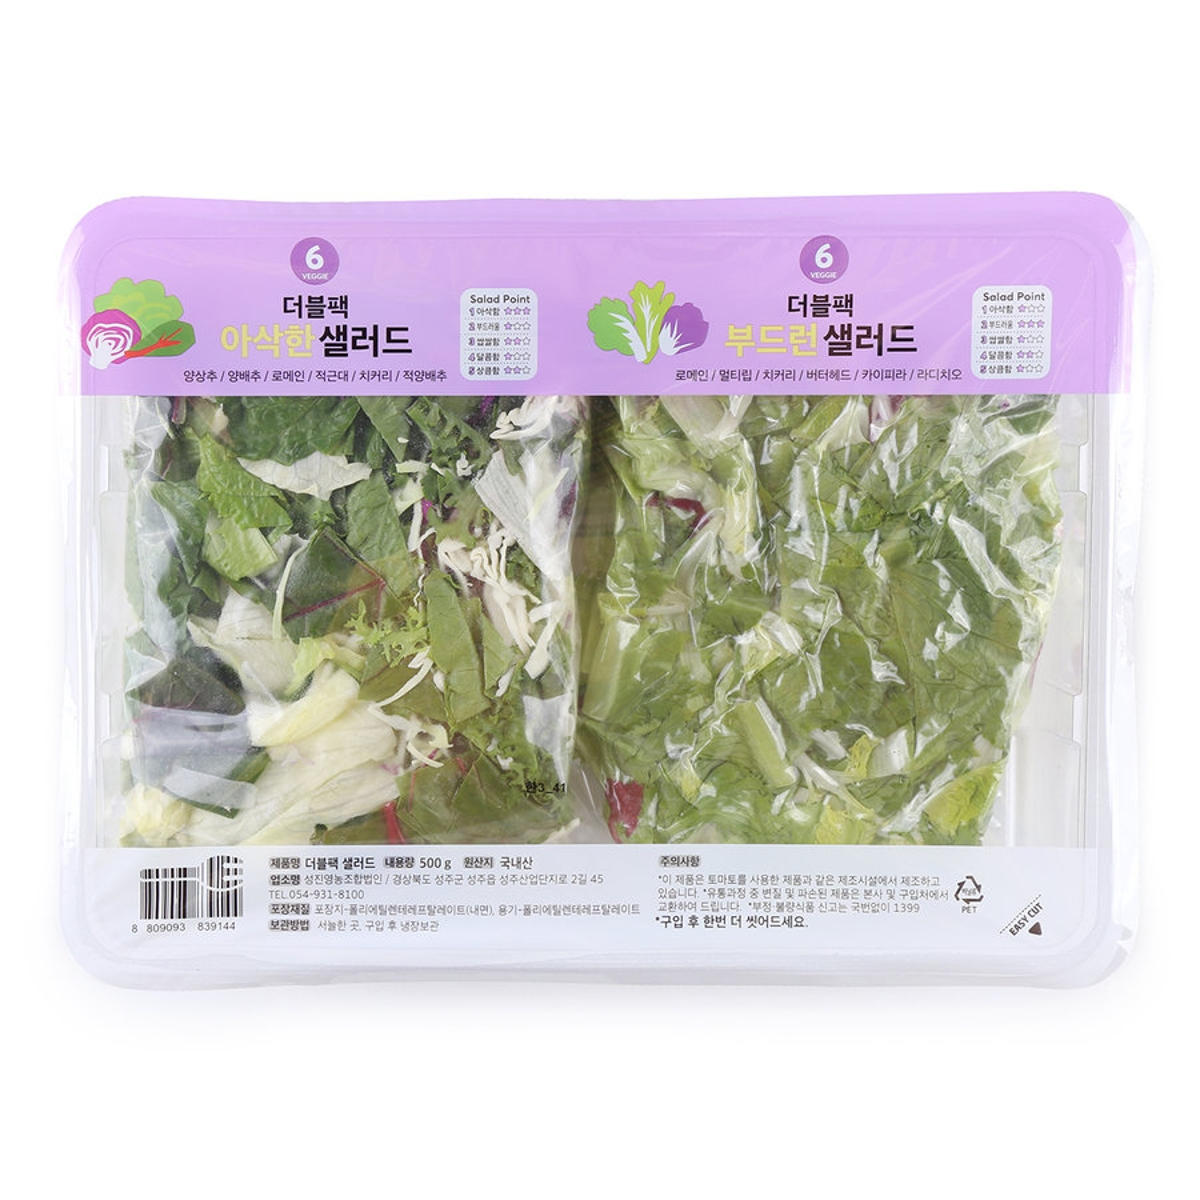 6
VEGGIE
더블팩
아삭한 샐러드
양상추 / 양배추 / 로메인 / 적근대 / 치커리 / 적양배추
Salad Point
1 아삭함 ★★★
2 부드러움 ★☆☆
3 쌉쌀함 ★☆☆
4 달콤함 ★★☆
5 상큼함 ★★☆
6
VEGGIE
더블팩
부드런 샐러드
로메인 / 멀티립 / 치커리 / 버터헤드 / 카이피라 / 라디치오
Salad Point
1 아삭함 ★☆☆
2 부드러움 ★★★
3 쌉쌀함 ★☆☆
4 달콤함 ★★☆
5 상큼함 ★☆☆
한3_41
8 809093 839144
제품명 더블팩 샐러드 내용량 500 g 원산지 국내산
업소명 성진영농조합법인 / 경상북도 성주군 성주읍 성주산업단지로 2길 45
TEL.054-931-8100
포장재질 포장지-폴리에틸렌테레프탈레이트(내면), 용기-폴리에틸렌테레프탈레이트
보관방법 서늘한 곳, 구입 후 냉장보관
주의사항
*이 제품은 토마토를 사용한 제품과 같은 제조시설에서 제조하고
있습니다. *유통과정 중 변질 및 파손된 제품은 본사 및 구입처에서
교환하여 드립니다. *부정·불량식품 신고는 국번없이 1399
*구입 후 한번 더 씻어드세요.
PET
EASY CUT